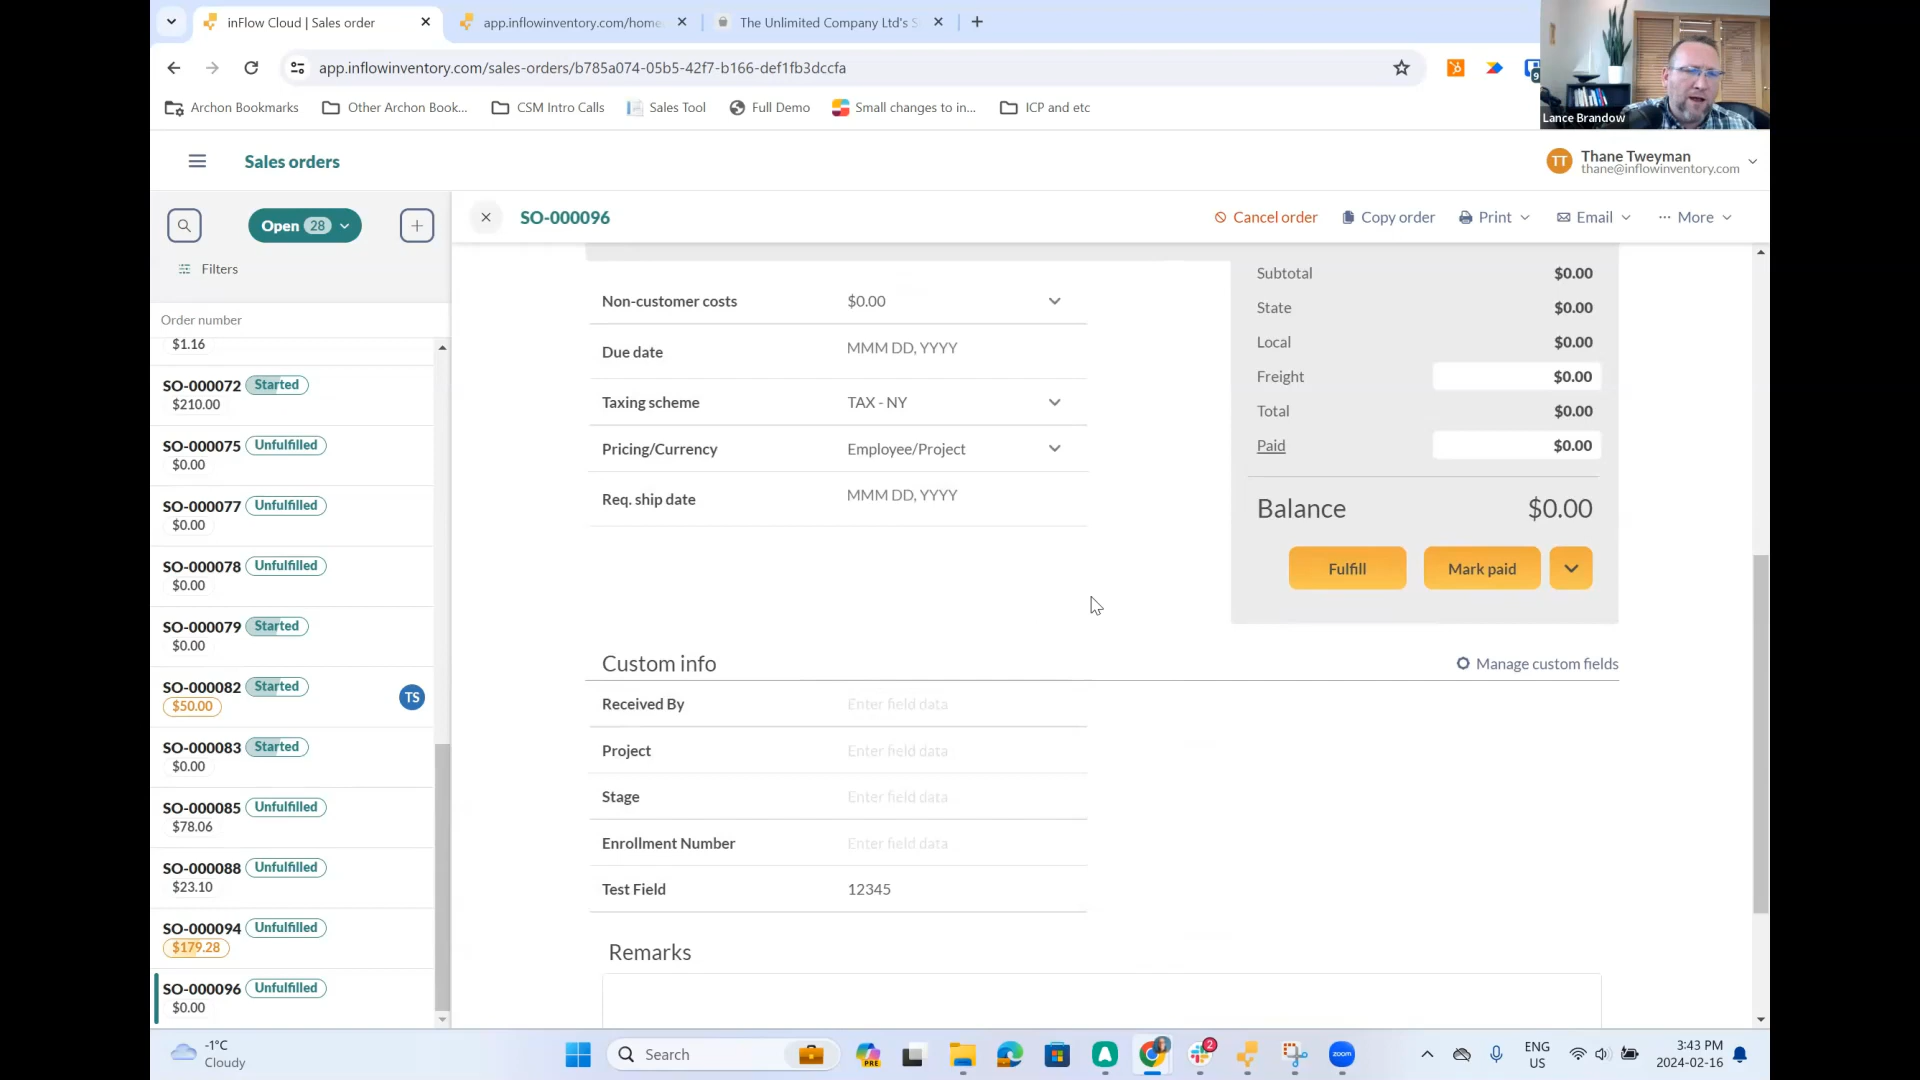 inFlow Cloud | Sales order
app.inflowinventory.com/home
The Unlimited Company Ltd's S
app.inflowinventory.com/sales-orders/b785a074-05b5-42f7-b166-def1fb3dccfa
9
Archon Bookmarks
Other Archon Book...
CSM Intro Calls
Sales Tool
Full Demo
Small changes to in...
ICP and etc
Lance Brandow
Sales orders
TT
Thane Tweyman
thane@inflowinventory.com
Open 28
Filters
Order number
$1.16
SO-000072 Started
$210.00
SO-000075 Unfulfilled
$0.00
SO-000077 Unfulfilled
$0.00
SO-000078 Unfulfilled
$0.00
SO-000079 Started
$0.00
SO-000082 Started
$50.00
TS
SO-000083 Started
$0.00
SO-000085 Unfulfilled
$78.06
SO-000088 Unfulfilled
$23.10
SO-000094 Unfulfilled
$179.28
SO-000096 Unfulfilled
$0.00
SO-000096
Cancel order
Copy order
Print
Email
More
Non-customer costs $0.00
Due date MMM DD, YYYY
Taxing scheme TAX - NY
Pricing/Currency Employee/Project
Req. ship date MMM DD, YYYY
Subtotal $0.00
State $0.00
Local $0.00
Freight $0.00
Total $0.00
Paid $0.00
Balance $0.00
Fulfill
Mark paid
Custom info
Manage custom fields
Received By Enter field data
Project Enter field data
Stage Enter field data
Enrollment Number Enter field data
Test Field 12345
Remarks
-1°C
Cloudy
Search
PRE
2
zoom
ENG
US
3:43 PM
2024-02-16